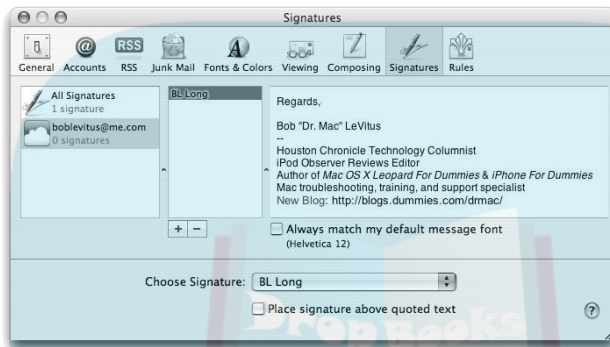 Signatures
General Accounts RSS Junk Mail Fonts & Colors Viewing Composing Signatures Rules
RSS
All Signatures
1 signature
boblevitus@me.com
0 signatures
BL Long
Regards,
Bob "Dr. Mac" LeVitus
--
Houston Chronicle Technology Columnist
iPod Observer Reviews Editor
Author of Mac OS X Leopard For Dummies & iPhone For Dummies
Mac troubleshooting, training, and support specialist
New Blog: http://blogs.dummies.com/drmac/
+ −
Always match my default message font
(Helvetica 12)
Choose Signature: BL Long
Place signature above quoted text
?
Drop Books